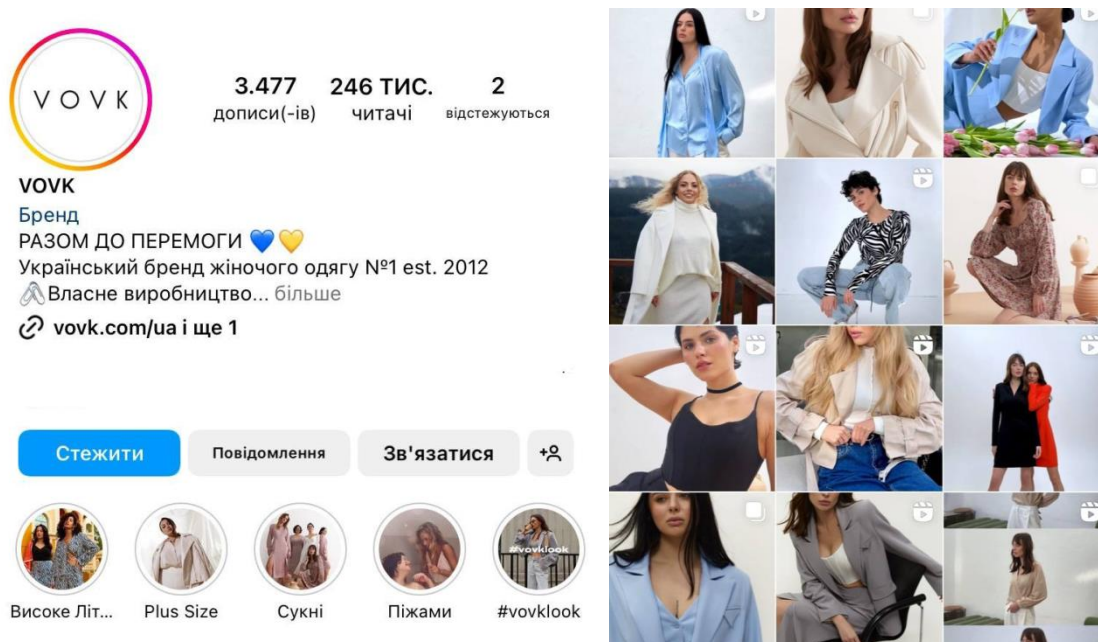 VOVK
3.477 246 ТИС. 2
дописи(-ів) читачі відстежуються
VOVK
Бренд
РАЗОМ ДО ПЕРЕМОГИ 💙💛
Український бренд жіночого одягу №1 est. 2012
🖇️Власне виробництво... більше
vovk.com/ua і ще 1
Стежити Повідомлення Зв'язатися
#vovklook
Високе Літ... Plus Size Сукні Піжами #vovklook